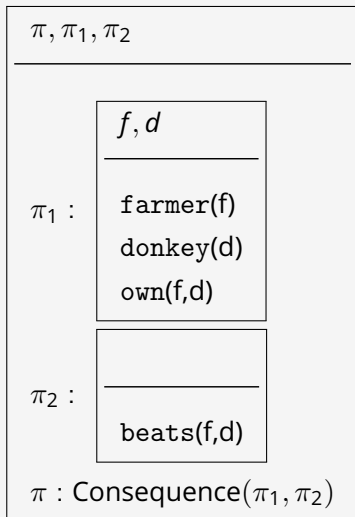 π, π₁, π₂
f, d
π₁ :
farmer(f)
donkey(d)
own(f,d)
π₂ :
beats(f,d)
π : Consequence(π₁, π₂)